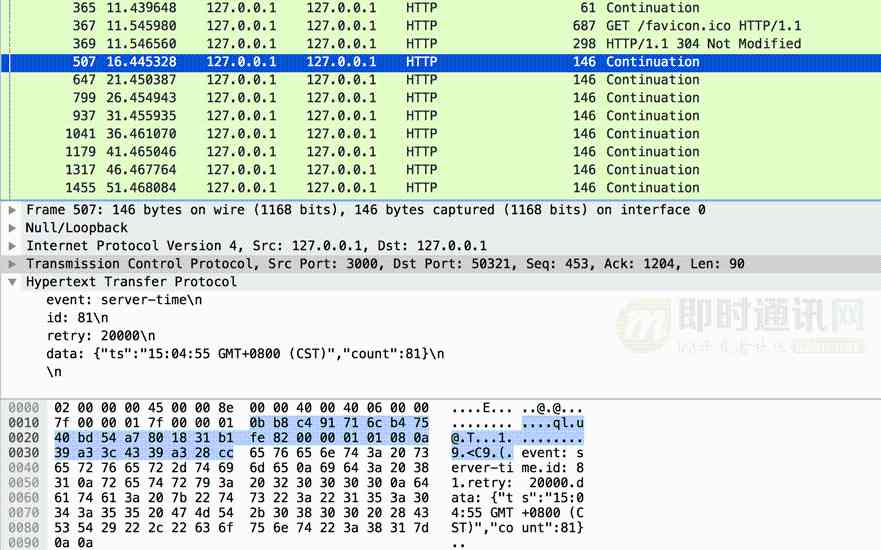 365 11.439648 127.0.0.1 127.0.0.1 HTTP 61 Continuation
367 11.545980 127.0.0.1 127.0.0.1 HTTP 687 GET /favicon.ico HTTP/1.1
369 11.546560 127.0.0.1 127.0.0.1 HTTP 298 HTTP/1.1 304 Not Modified
507 16.445328 127.0.0.1 127.0.0.1 HTTP 146 Continuation
647 21.450387 127.0.0.1 127.0.0.1 HTTP 146 Continuation
799 26.454943 127.0.0.1 127.0.0.1 HTTP 146 Continuation
937 31.455935 127.0.0.1 127.0.0.1 HTTP 146 Continuation
1041 36.461070 127.0.0.1 127.0.0.1 HTTP 146 Continuation
1179 41.465046 127.0.0.1 127.0.0.1 HTTP 146 Continuation
1317 46.467764 127.0.0.1 127.0.0.1 HTTP 146 Continuation
1455 51.468084 127.0.0.1 127.0.0.1 HTTP 146 Continuation
Frame 507: 146 bytes on wire (1168 bits), 146 bytes captured (1168 bits) on interface 0
Null/Loopback
Internet Protocol Version 4, Src: 127.0.0.1, Dst: 127.0.0.1
Transmission Control Protocol, Src Port: 3000, Dst Port: 50321, Seq: 453, Ack: 1204, Len: 90
Hypertext Transfer Protocol
event: server-time\n
id: 81\n
retry: 20000\n
data: {"ts":"15:04:55 GMT+0800 (CST)","count":81}\n
\n
即时通讯网
0000 02 00 00 00 45 00 00 8e 00 00 40 00 40 06 00 00 ....E... ..@.@...
0010 7f 00 00 01 7f 00 00 01 0b b8 c4 91 71 6c b4 75 ........ ....ql.u
0020 40 bd 54 a7 80 18 31 b1 fe 82 00 00 01 01 08 0a @.T...1. ........
0030 39 a3 3c 43 39 a3 28 cc 65 76 65 6e 74 3a 20 73 9.<C9.(. event: s
0040 65 72 76 65 72 2d 74 69 6d 65 0a 69 64 3a 20 38 erver-ti me.id: 8
0050 31 0a 72 65 74 72 79 3a 20 32 30 30 30 30 0a 64 1.retry: 20000.d
0060 61 74 61 3a 20 7b 22 74 73 22 3a 22 31 35 3a 30 ata: {"t s":"15:0
0070 34 3a 35 35 20 47 4d 54 2b 30 38 30 30 20 28 43 4:55 GMT +0800 (C
0080 53 54 29 22 2c 22 63 6f 75 6e 74 22 3a 38 31 7d ST)","co unt":81}
0090 0a 0a ..